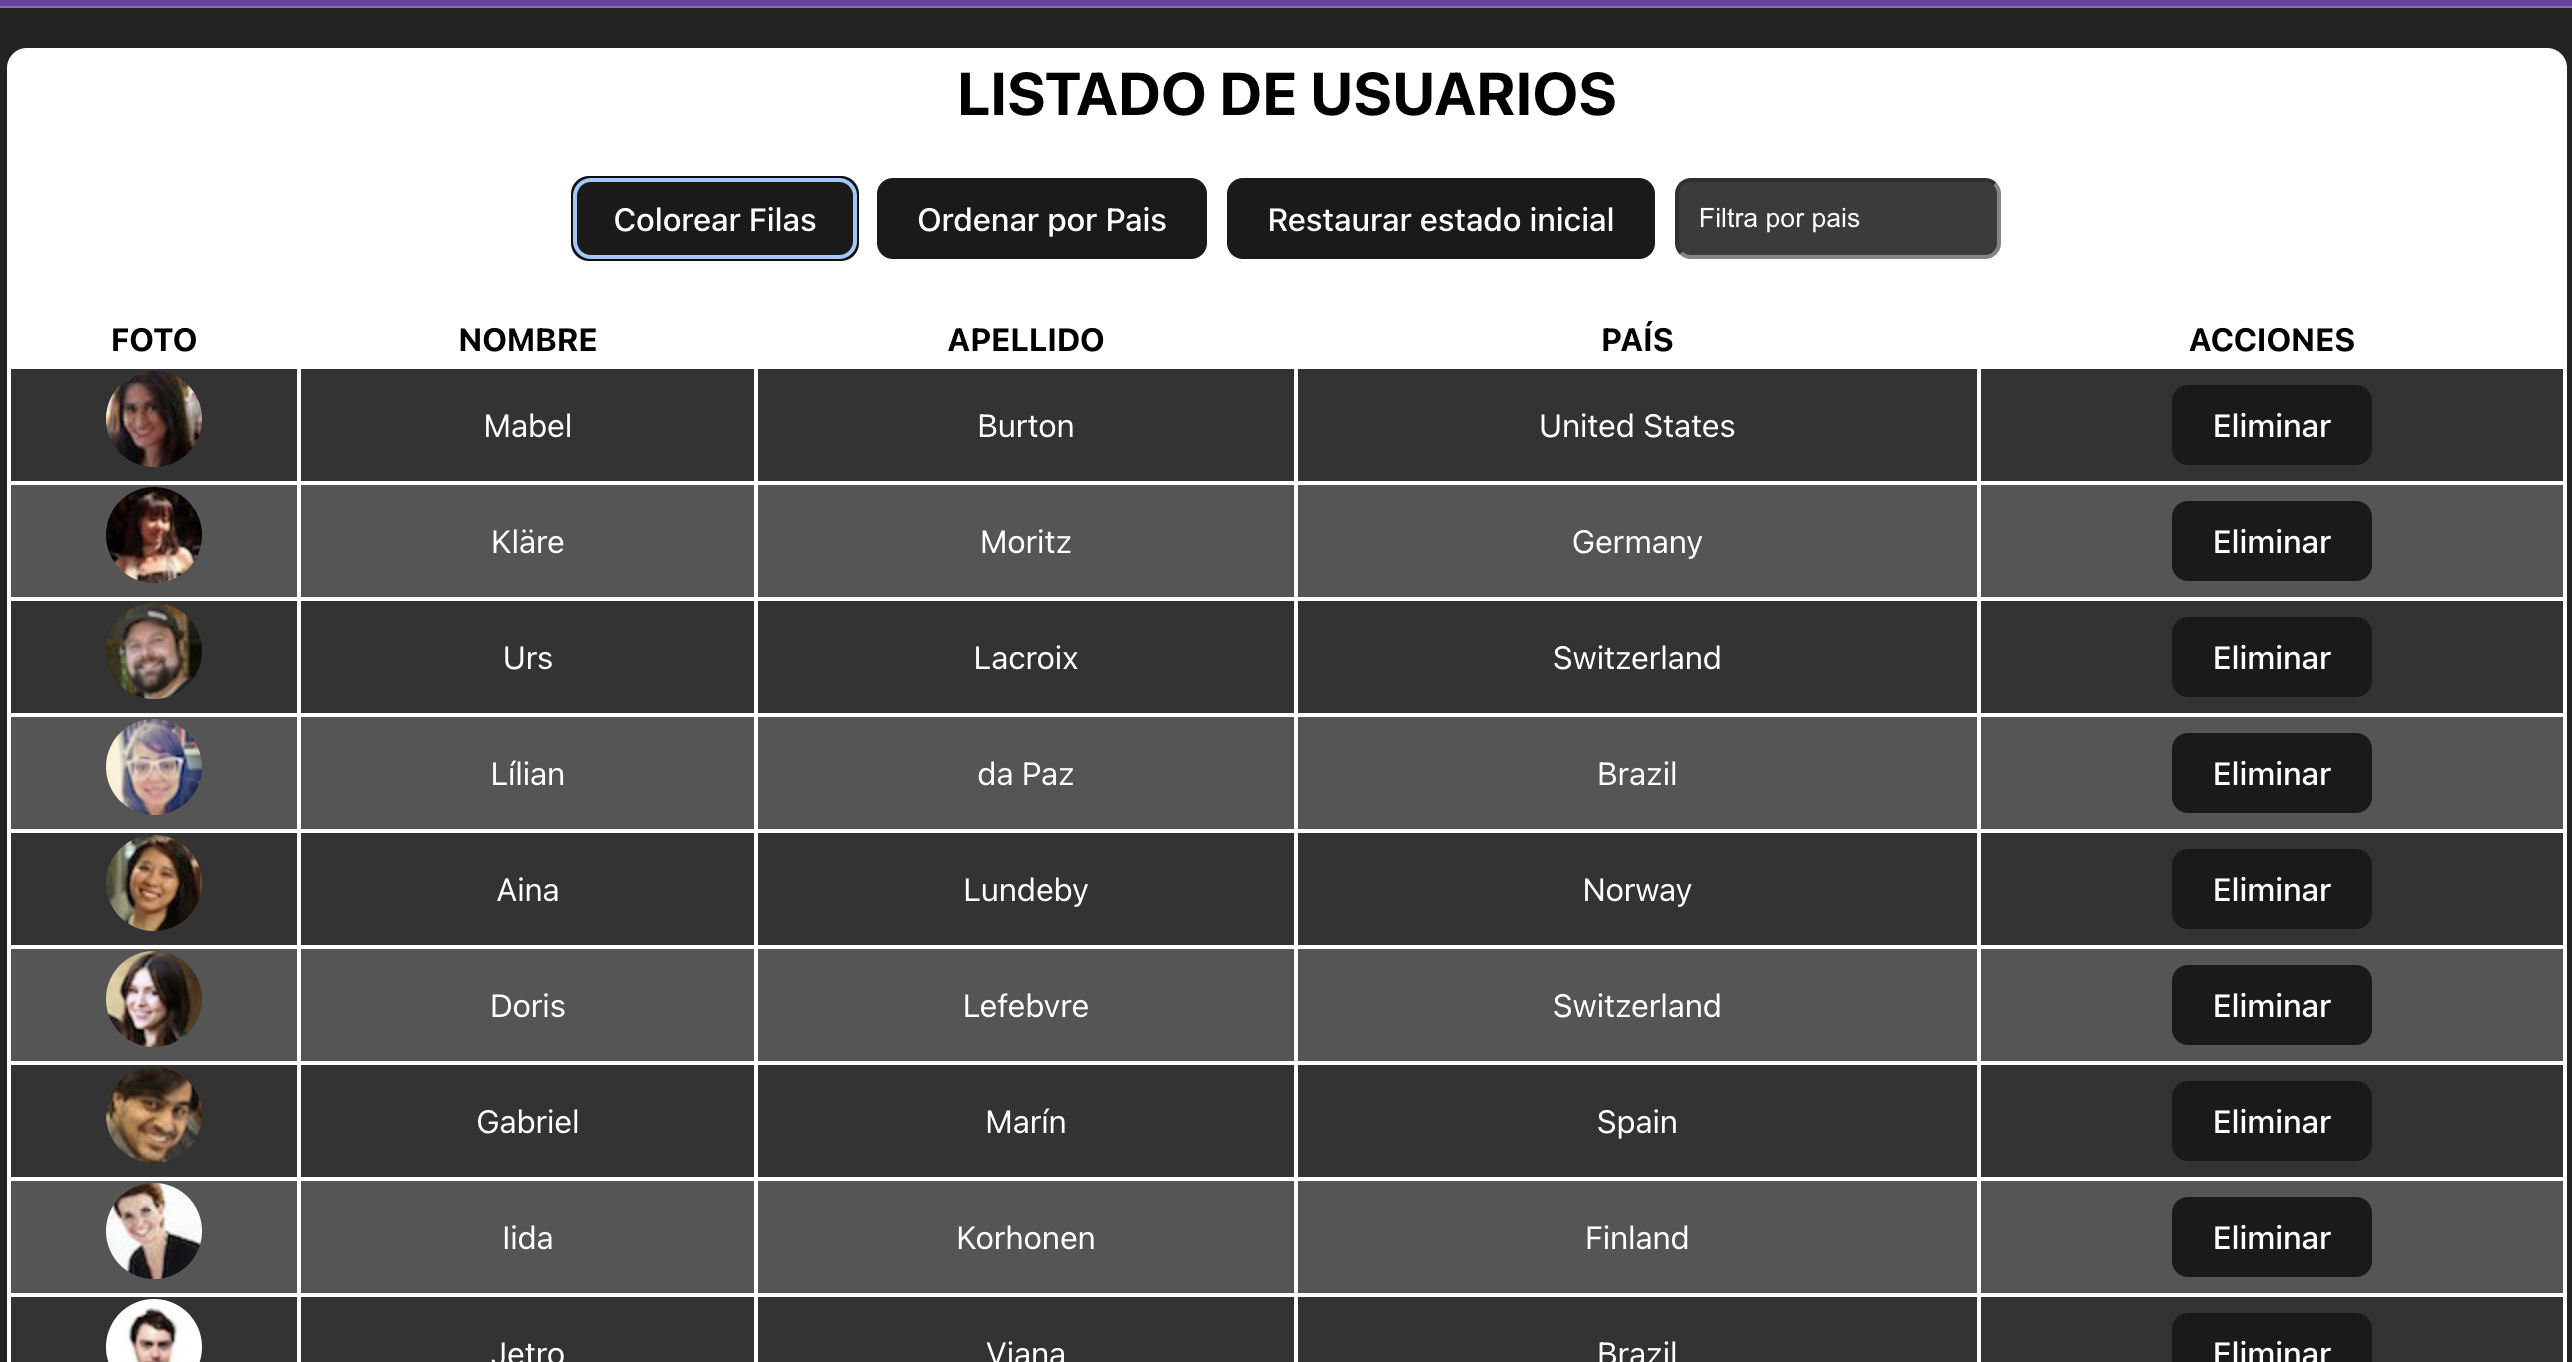 LISTADO DE USUARIOS
Colorear Filas Ordenar por Pais Restaurar estado inicial Filtra por pais
FOTO NOMBRE APELLIDO PAÍS ACCIONES
Mabel Burton United States Eliminar
Kläre Moritz Germany Eliminar
Urs Lacroix Switzerland Eliminar
Lílian da Paz Brazil Eliminar
Aina Lundeby Norway Eliminar
Doris Lefebvre Switzerland Eliminar
Gabriel Marín Spain Eliminar
Iida Korhonen Finland Eliminar
Jetro Viana Brazil Eliminar